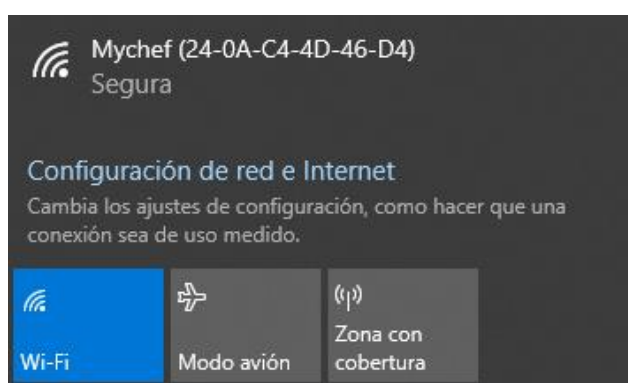 Mychef (24-0A-C4-4D-46-D4)
Segura
Configuración de red e Internet
Cambia los ajustes de configuración, como hacer que una
conexión sea de uso medido.
Wi-Fi
Modo avión
Zona con
cobertura